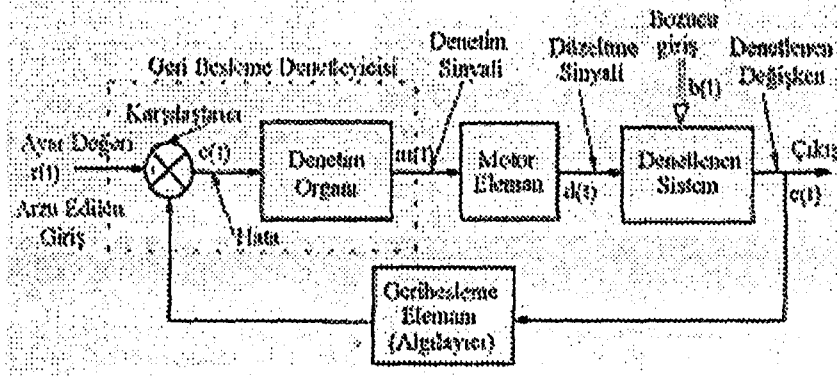 Geri Besleme Denetleyicisi
Denetim
Sinyali
Düzeltme
Sinyali
Bozucu
giriş
b(t)
Denetlenen
Değişken
Karşılaştırıcı
Ayar Değeri
r(t)
Arzu Edilen
Giriş
e(t)
Hata
Denetim
Organı
m(t)
Motor
Eleman
d(t)
Denetlenen
Sistem
Çıkış
c(t)
Geribesleme
Elemanı
(Algılayıcı)